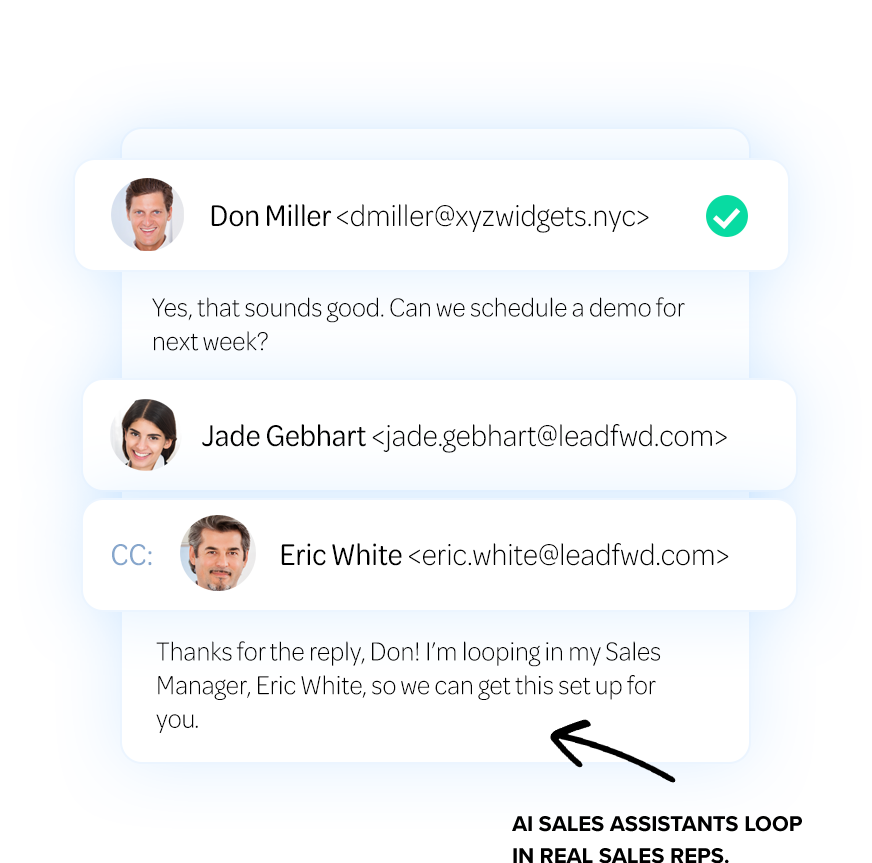 Don Miller <dmiller@xyzwidgets.nyc>
Yes, that sounds good. Can we schedule a demo for
next week?
Jade Gebhart <jade.gebhart@leadfwd.com>
CC: Eric White <eric.white@leadfwd.com>
Thanks for the reply, Don! I’m looping in my Sales
Manager, Eric White, so we can get this set up for
you.
AI SALES ASSISTANTS LOOP
IN REAL SALES REPS.